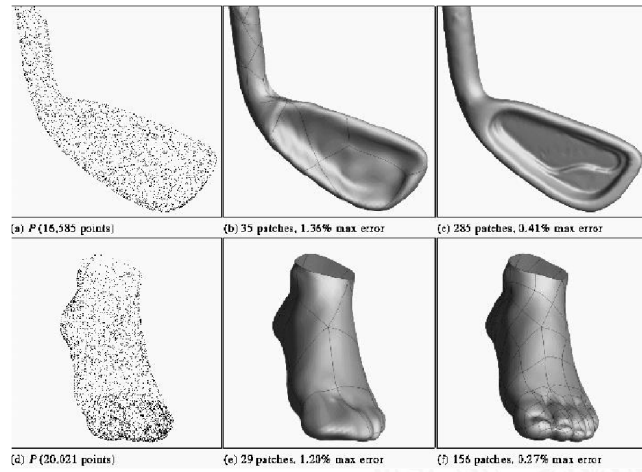 (a) P (16,585 points)
(b) 35 patches, 1.36% max error
(c) 285 patches, 0.41% max error
(d) P (20,021 points)
(e) 29 patches, 1.20% max error
(f) 156 patches, 0.27% max error